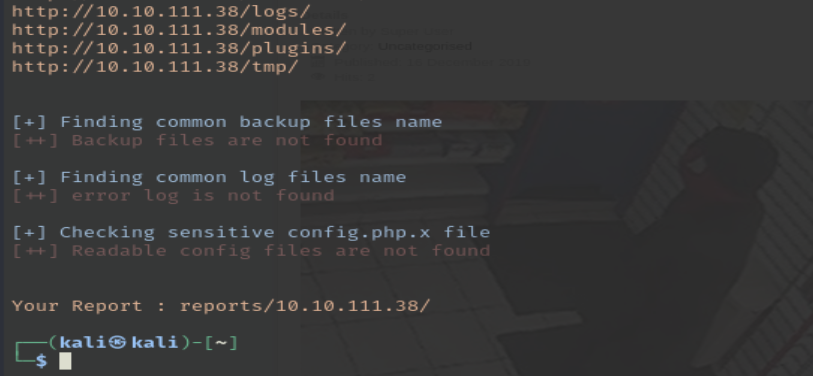 http://10.10.111.38/logs/
http://10.10.111.38/modules/
http://10.10.111.38/plugins/
http://10.10.111.38/tmp/
Uncategorised
[+] Finding common backup files name
[++] Backup files are not found
[+] Finding common log files name
[++] error log is not found
[+] Checking sensitive config.php.x file
[++] Readable config files are not found
Your Report : reports/10.10.111.38/
┌──(kali㉿kali)-[~]
└─$